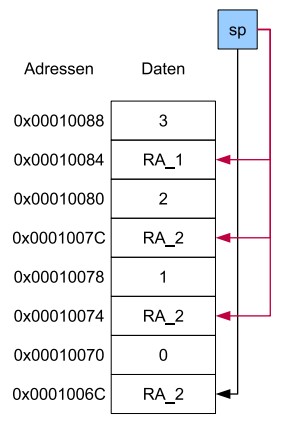 sp
Adressen Daten
0x00010088 3
0x00010084 RA_1
0x00010080 2
0x0001007C RA_2
0x00010078 1
0x00010074 RA_2
0x00010070 0
0x0001006C RA_2